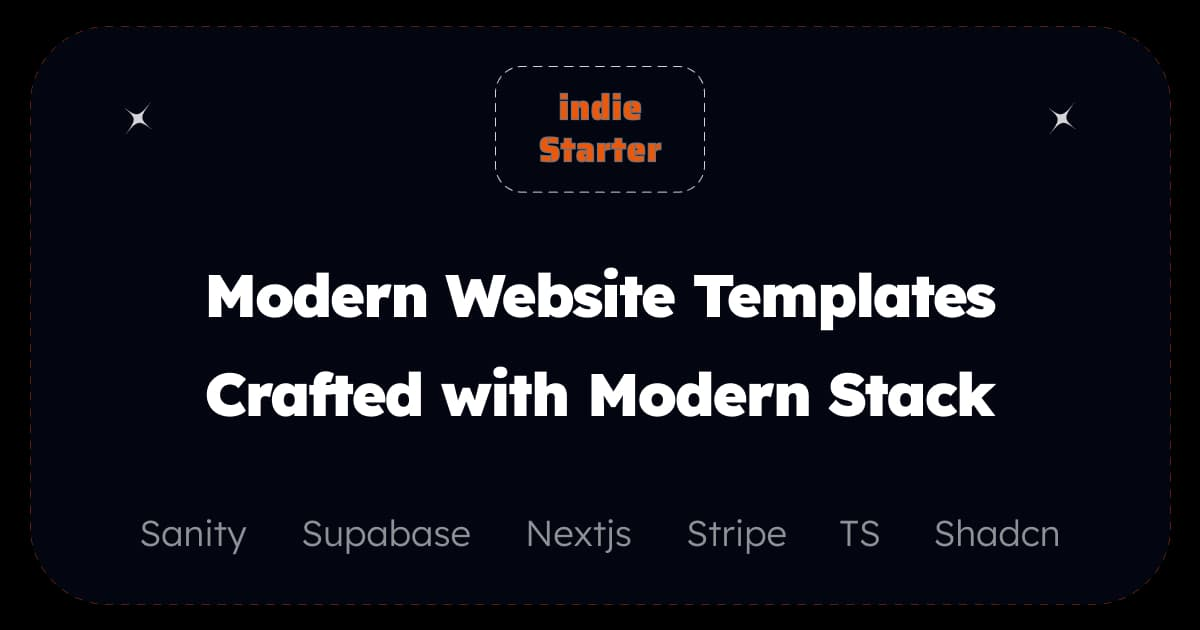 indie
Starter
Modern Website Templates
Crafted with Modern Stack
Sanity Supabase Nextjs Stripe TS Shadcn